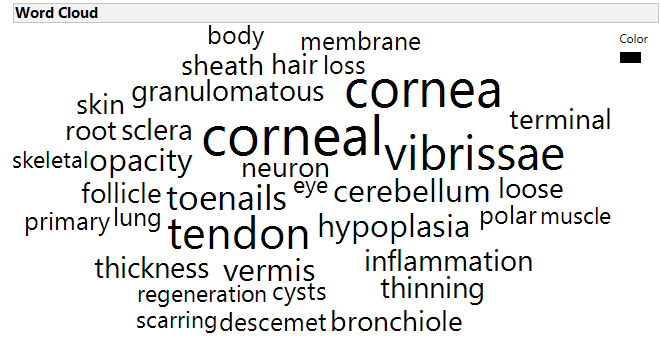 Word Cloud
body
membrane
Color
sheath hair loss
granulomatous cornea
skin
terminal
root sclera corneal
vibrissae
skeletal opacity
neuron
follicle toenails eye cerebellum loose
primary lung tendon hypoplasia polar muscle
thickness vermis inflammation
regeneration cysts thinning
scarring descemet bronchiole